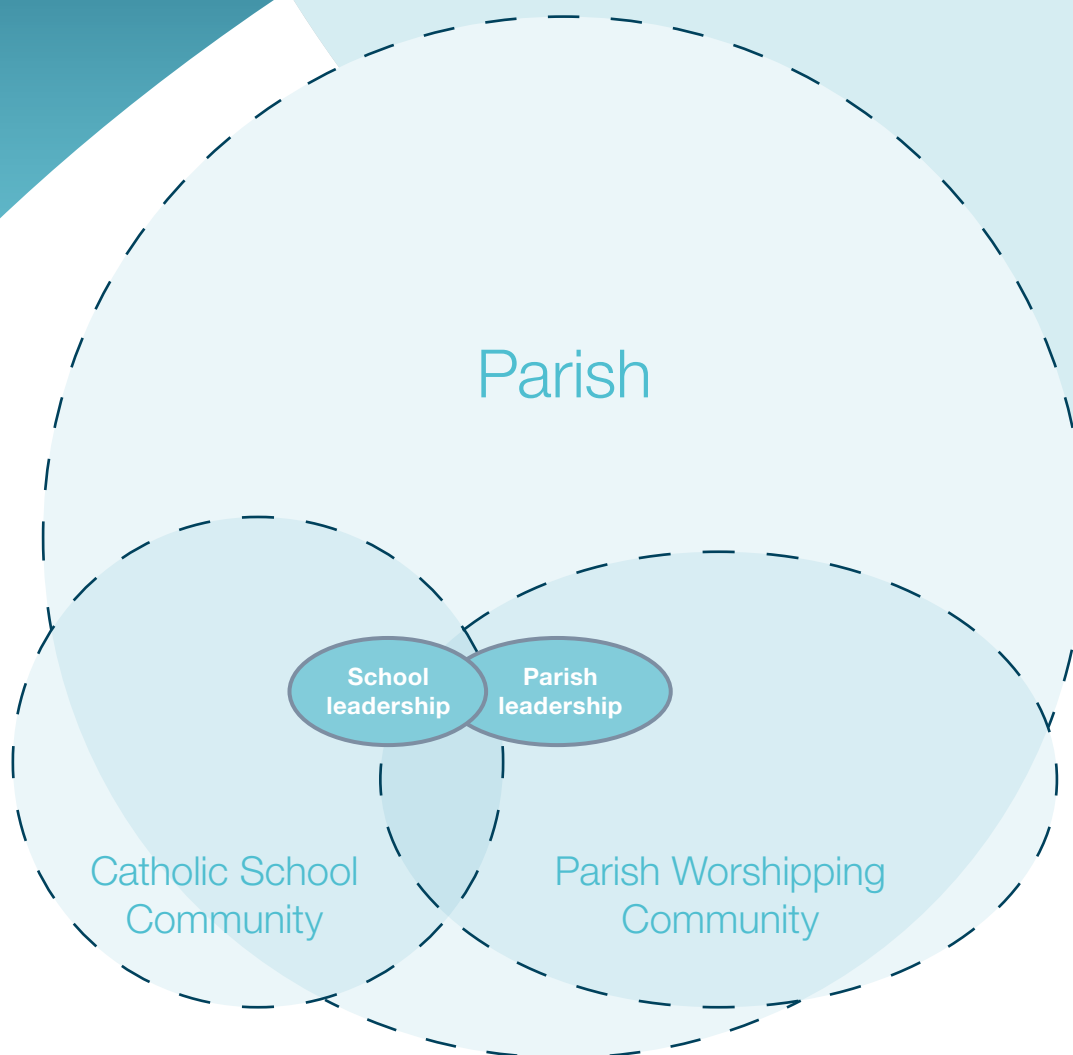 Parish
School
leadership
Parish
leadership
Catholic School
Community
Parish Worshipping
Community